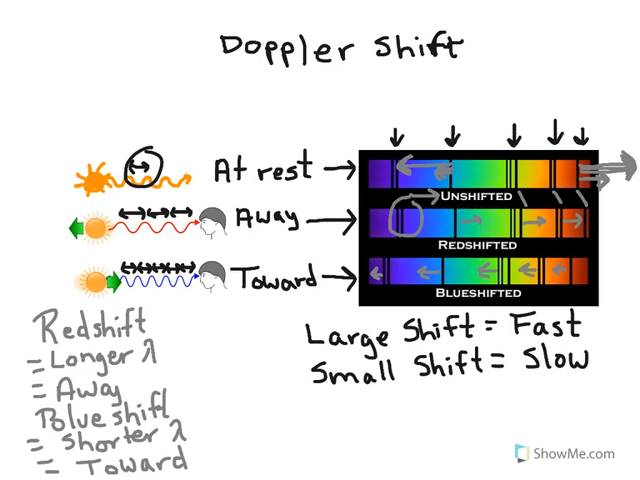 Doppler Shift
At rest
UNSHIFTED
Away
REDSHIFTED
Toward
BLUESHIFTED
Large Shift = Fast
Small Shift = Slow
Redshift
= Longer λ
= Away
Blueshift
= Shorter λ
= Toward
ShowMe.com